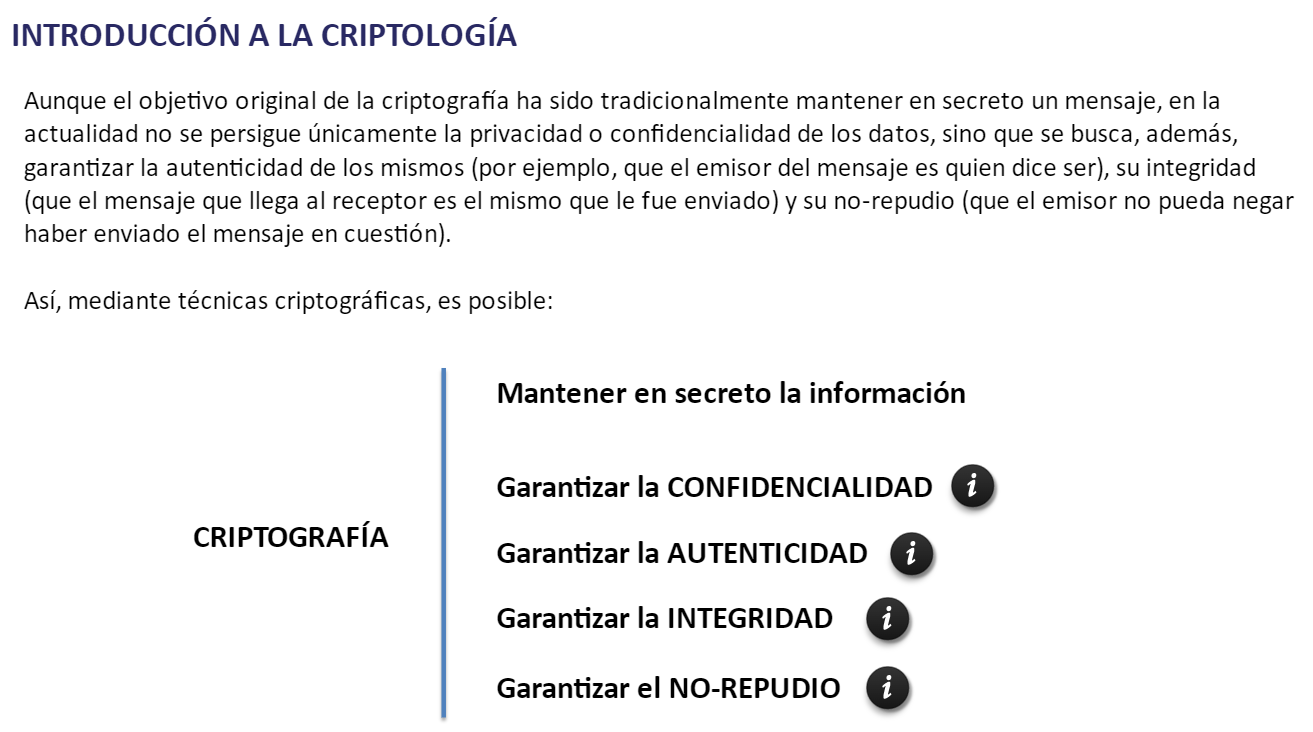 INTRODUCCIÓN A LA CRIPTOLOGÍA
Aunque el objetivo original de la criptografía ha sido tradicionalmente mantener en secreto un mensaje, en la
actualidad no se persigue únicamente la privacidad o confidencialidad de los datos, sino que se busca, además,
garantizar la autenticidad de los mismos (por ejemplo, que el emisor del mensaje es quien dice ser), su integridad
(que el mensaje que llega al receptor es el mismo que le fue enviado) y su no-repudio (que el emisor no pueda negar
haber enviado el mensaje en cuestión).
Así, mediante técnicas criptográficas, es posible:
Mantener en secreto la información
Garantizar la CONFIDENCIALIDAD i
CRIPTOGRAFÍA
Garantizar la AUTENTICIDAD i
Garantizar la INTEGRIDAD i
Garantizar el NO-REPUDIO i